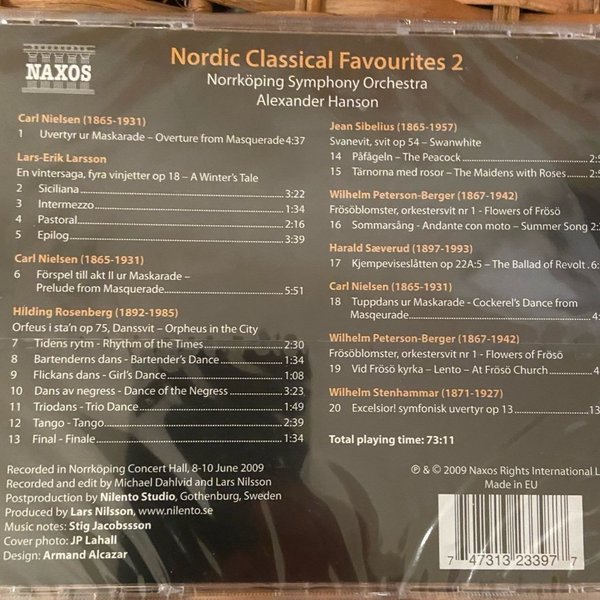 NAXOS
Nordic Classical Favourites 2
Norrköping Symphony Orchestra
Alexander Hanson
Carl Nielsen (1865-1931)
1 Uvertyr ur Maskarade – Overture from Masquerade 4:37
Lars-Erik Larsson
En vintersaga, fyra vinjetter op 18 – A Winter's Tale
2 Siciliana 3:22
3 Intermezzo 1:34
4 Pastoral 2:16
5 Epilog 3:39
Carl Nielsen (1865-1931)
6 Förspel till akt II ur Maskarade –
Prelude from Masquerade 5:51
Hilding Rosenberg (1892-1985)
Orfeus i sta'n op 75, Danssvit – Orpheus in the City
7 Tidens rytm - Rhythm of the Times 2:30
8 Bartenderns dans - Bartender's Dance 1:34
9 Flickans dans - Girl's Dance 1:08
10 Dans av negress - Dance of the Negress 3:23
11 Triodans - Trio Dance 1:49
12 Tango - Tango 2:39
13 Final - Finale 1:34
Recorded in Norrköping Concert Hall, 8-10 June 2009
Recorded and edit by Michael Dahlvid and Lars Nilsson
Postproduction by Nilento Studio, Gothenburg, Sweden
Produced by Lars Nilsson, www.nilento.se
Music notes: Stig Jacobssson
Cover photo: JP Lahall
Design: Armand Alcazar
Jean Sibelius (1865-1957)
Svanevit, svit op 54 – Swanwhite
14 Påfågeln – The Peacock 2:
15 Tärnorna med rosor – The Maidens with Roses 2:
Wilhelm Peterson-Berger (1867-1942)
Frösöblomster, orkestersvit nr 1 - Flowers of Frösö
16 Sommarsång - Andante con moto – Summer Song 2:
Harald Sæverud (1897-1993)
17 Kjempeviseslåtten op 22A:5 – The Ballad of Revolt
Carl Nielsen (1865-1931)
18 Tuppdans ur Maskarade - Cockerel's Dance from
Masqeurade 4:
Wilhelm Peterson-Berger (1867-1942)
Frösöblomster, orkestersvit nr 1 - Flowers of Frösö
19 Vid Frösö kyrka – Lento – At Frösö Church 4:
Wilhelm Stenhammar (1871-1927)
20 Excelsior! symfonisk uvertyr op 13 13:
Total playing time: 73:11
℗ & © 2009 Naxos Rights International
Made in EU
7 47313 23397 7